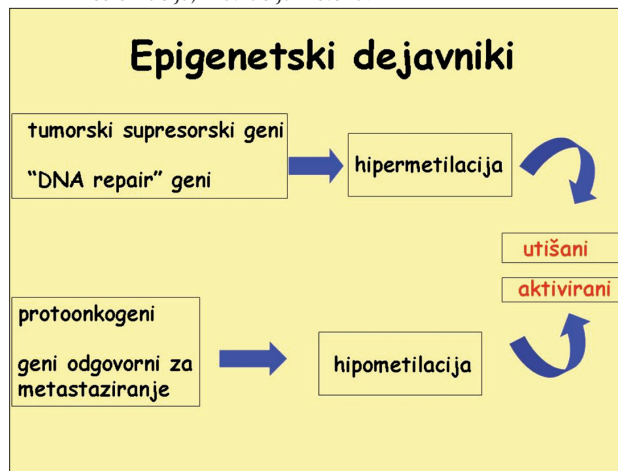 Epigenetski dejavniki
tumorski supresorski geni
"DNA repair" geni
hipermetilacija
utišani
aktivirani
protoonkogeni
geni odgovorni za
metastaziranje
hipometilacija